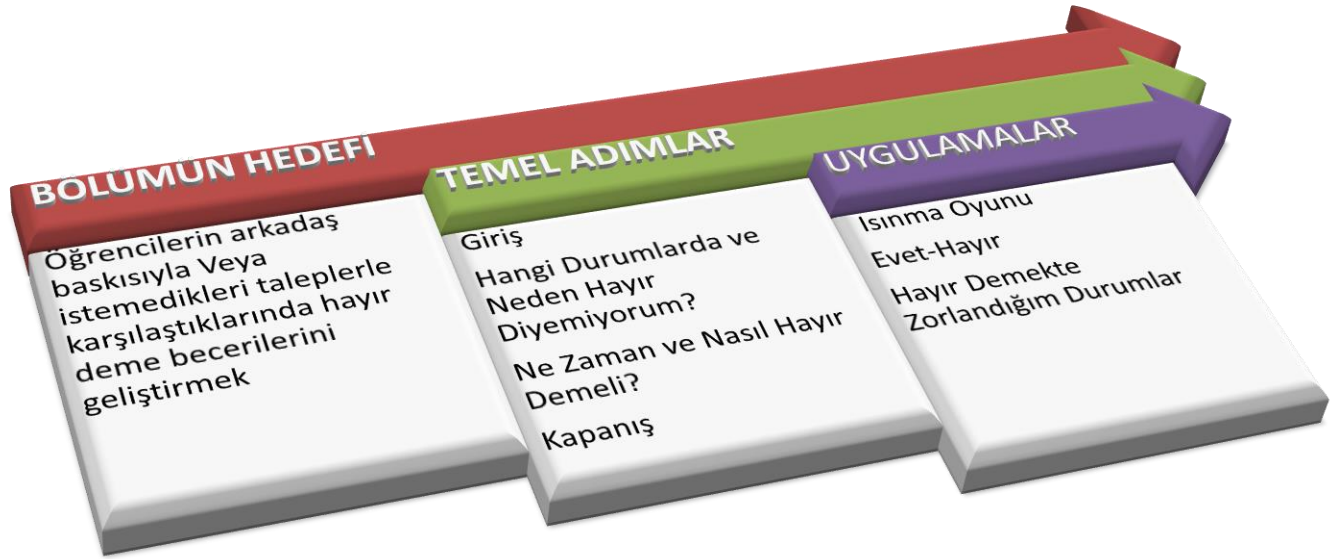 BÖLÜMÜN HEDEFİ
Öğrencilerin arkadaş
baskısıyla Veya
istemedikleri taleplerle
karşılaştıklarında hayır
deme becerilerini
geliştirmek
TEMEL ADIMLAR
Giriş
Hangi Durumlarda ve
Neden Hayır
Diyemiyorum?
Ne Zaman ve Nasıl Hayır
Demeli?
Kapanış
UYGULAMALAR
Isınma Oyunu
Evet-Hayır
Hayır Demekte
Zorlandığım Durumlar